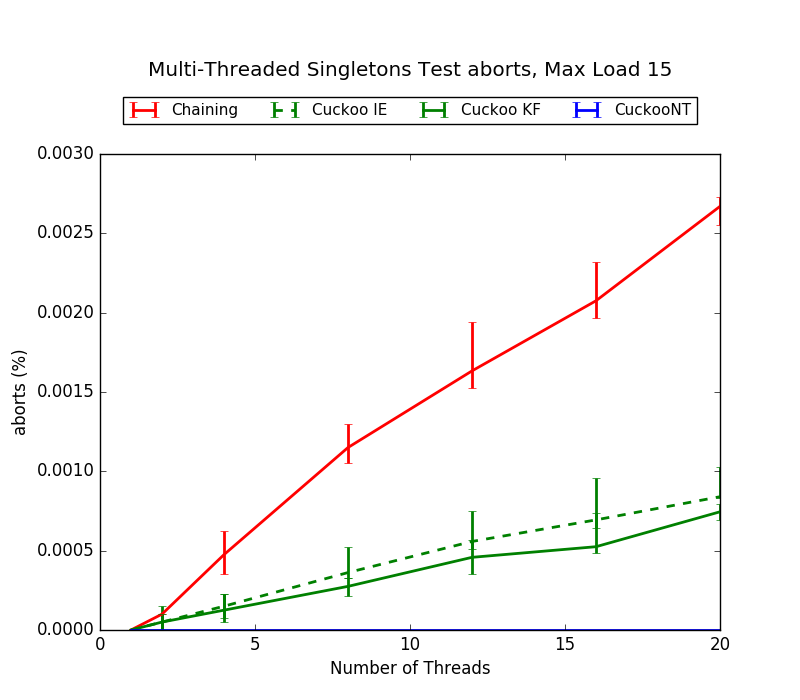 Multi-Threaded Singletons Test aborts, Max Load 15
Chaining Cuckoo IE Cuckoo KF CuckooNT
0.0030
0.0025
0.0020
0.0015
0.0010
0.0005
0.0000
aborts (%)
0 5 10 15 20
Number of Threads